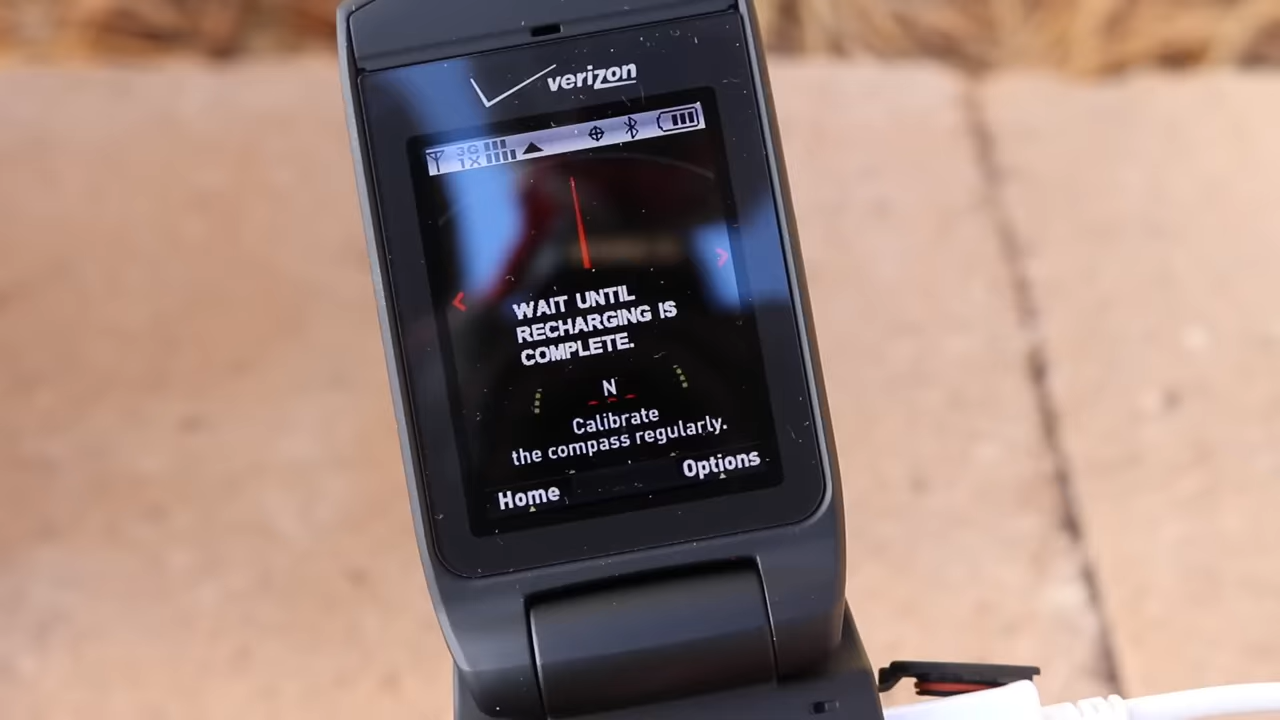 verizon
3G
1X
WAIT UNTIL
RECHARGING IS
COMPLETE.
N
Calibrate
the compass regularly.
Options
Home